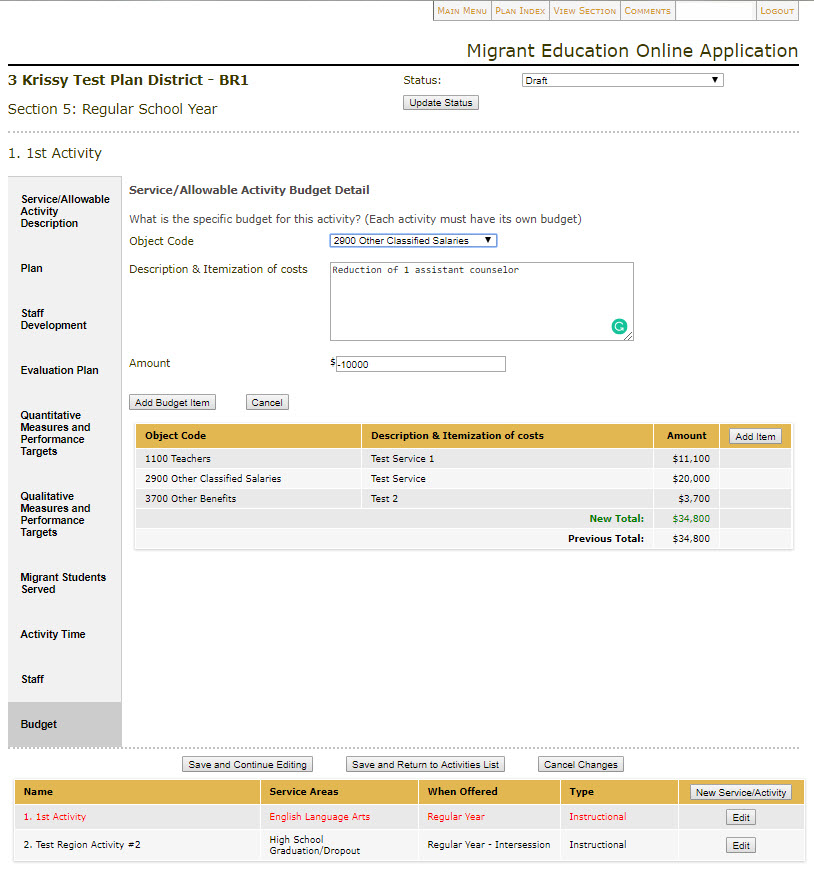 Main Menu Plan Index View Section Comments Logout
Migrant Education Online Application
3 Krissy Test Plan District - BR1
Status: Draft
Update Status
Section 5: Regular School Year
1. 1st Activity
Service/Allowable
Activity
Description
Plan
Staff
Development
Evaluation Plan
Quantitative
Measures and
Performance
Targets
Qualitative
Measures and
Performance
Targets
Migrant Students
Served
Activity Time
Staff
Budget
Service/Allowable Activity Budget Detail
What is the specific budget for this activity? (Each activity must have its own budget)
Object Code 2900 Other Classified Salaries
Description & Itemization of costs Reduction of 1 assistant counselor
Amount $ -10000
Add Budget Item Cancel
Object Code Description & Itemization of costs Amount Add Item
1100 Teachers Test Service 1 $11,100
2900 Other Classified Salaries Test Service $20,000
3700 Other Benefits Test 2 $3,700
New Total: $34,800
Previous Total: $34,800
Save and Continue Editing Save and Return to Activities List Cancel Changes
Name Service Areas When Offered Type New Service/Activity
1. 1st Activity English Language Arts Regular Year Instructional Edit
2. Test Region Activity #2 High School
Graduation/Dropout Regular Year - Intersession Instructional Edit